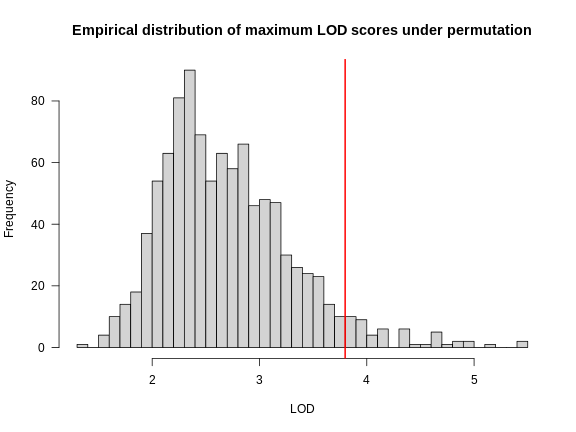 Empirical distribution of maximum LOD scores under permutation
Frequency
80
60
40
20
0
2 3 4 5
LOD